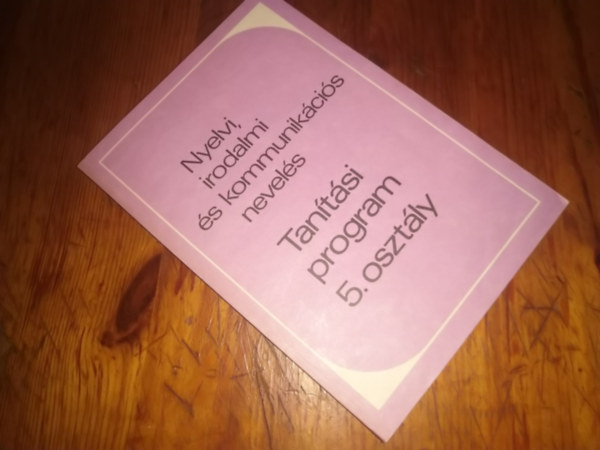 Nyelvi,
irodalmi
és kommunikációs
nevelés
Tanítási
program
5. osztály